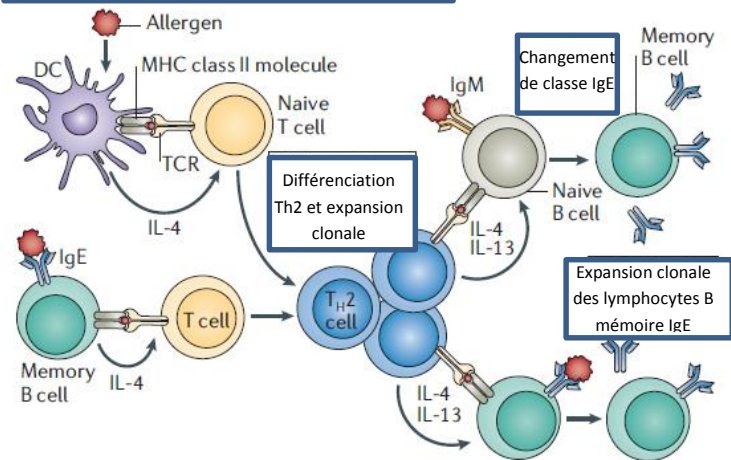 Allergen
DC
MHC class II molecule
Naive
T cell
TCR
IL-4
Différenciation
Th2 et expansion
clonale
IgM
Changement
de classe IgE
Memory
B cell
Naive
B cell
IL-4
IL-13
IgE
T cell
Memory
B cell
IL-4
TH2
cell
Expansion clonale
des lymphocytes B
mémoire IgE
IL-4
IL-13